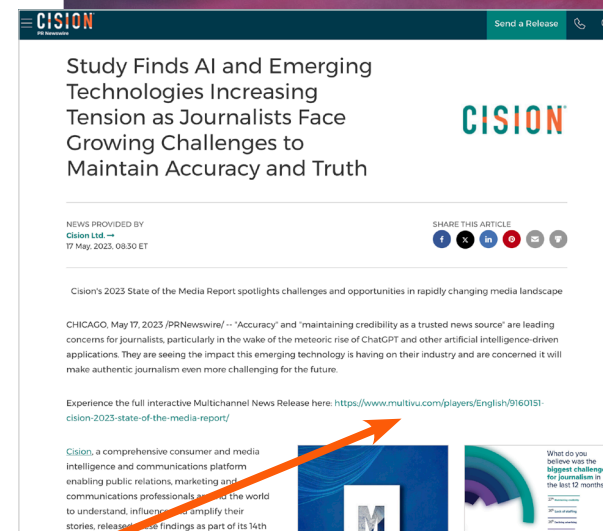 CISION
PR Newswire
Send a Release
Study Finds AI and Emerging
Technologies Increasing
Tension as Journalists Face
Growing Challenges to
Maintain Accuracy and Truth
CISION
NEWS PROVIDED BY
Cision Ltd. →
17 May, 2023, 08:30 ET
SHARE THIS ARTICLE
Cision's 2023 State of the Media Report spotlights challenges and opportunities in rapidly changing media landscape
CHICAGO, May 17, 2023 /PRNewswire/ -- "Accuracy" and "maintaining credibility as a trusted news source" are leading
concerns for journalists, particularly in the wake of the meteoric rise of ChatGPT and other artificial intelligence-driven
applications. They are seeing the impact this emerging technology is having on their industry and are concerned it will
make authentic journalism even more challenging for the future.
Experience the full interactive Multichannel News Release here: https://www.multivu.com/players/English/9160151-
cision-2023-state-of-the-media-report/
Cision, a comprehensive consumer and media
intelligence and communications platform
enabling public relations, marketing and
communications professionals the world
to understand, influence amplify their
stories, released findings as part of its 14th
What do you
believe was the
biggest challenge
for journalism in
the last 12 months